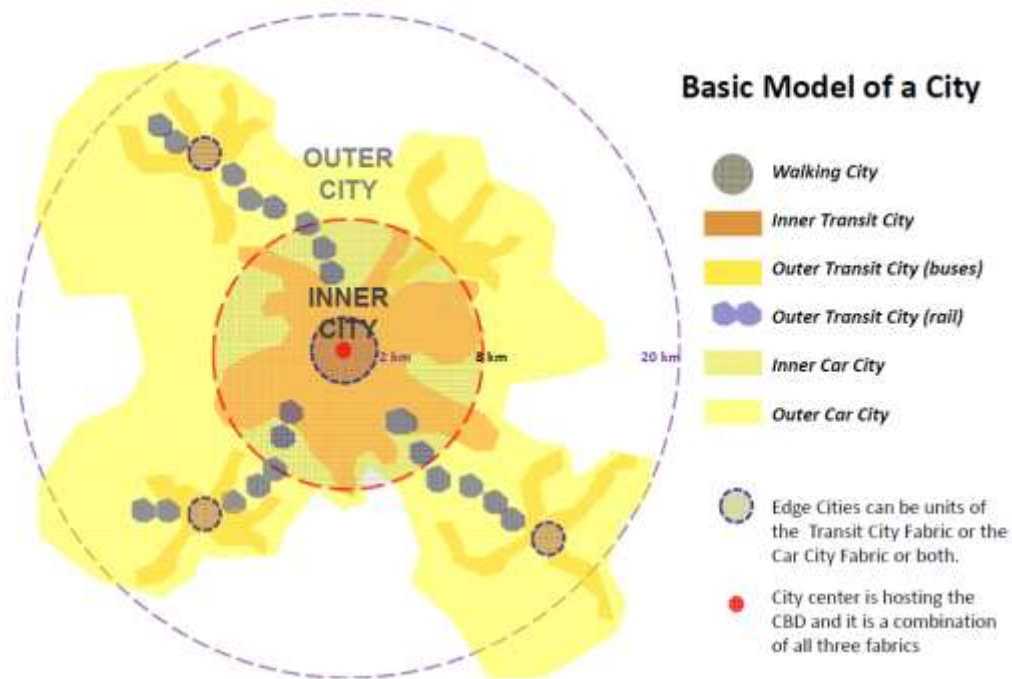 Basic Model of a City
OUTER
CITY
INNER
CITY
2 km
8 km
20 km
Walking City
Inner Transit City
Outer Transit City (buses)
Outer Transit City (rail)
Inner Car City
Outer Car City
Edge Cities can be units of
the Transit City Fabric or the
Car City Fabric or both.
City center is hosting the
CBD and it is a combination
of all three fabrics